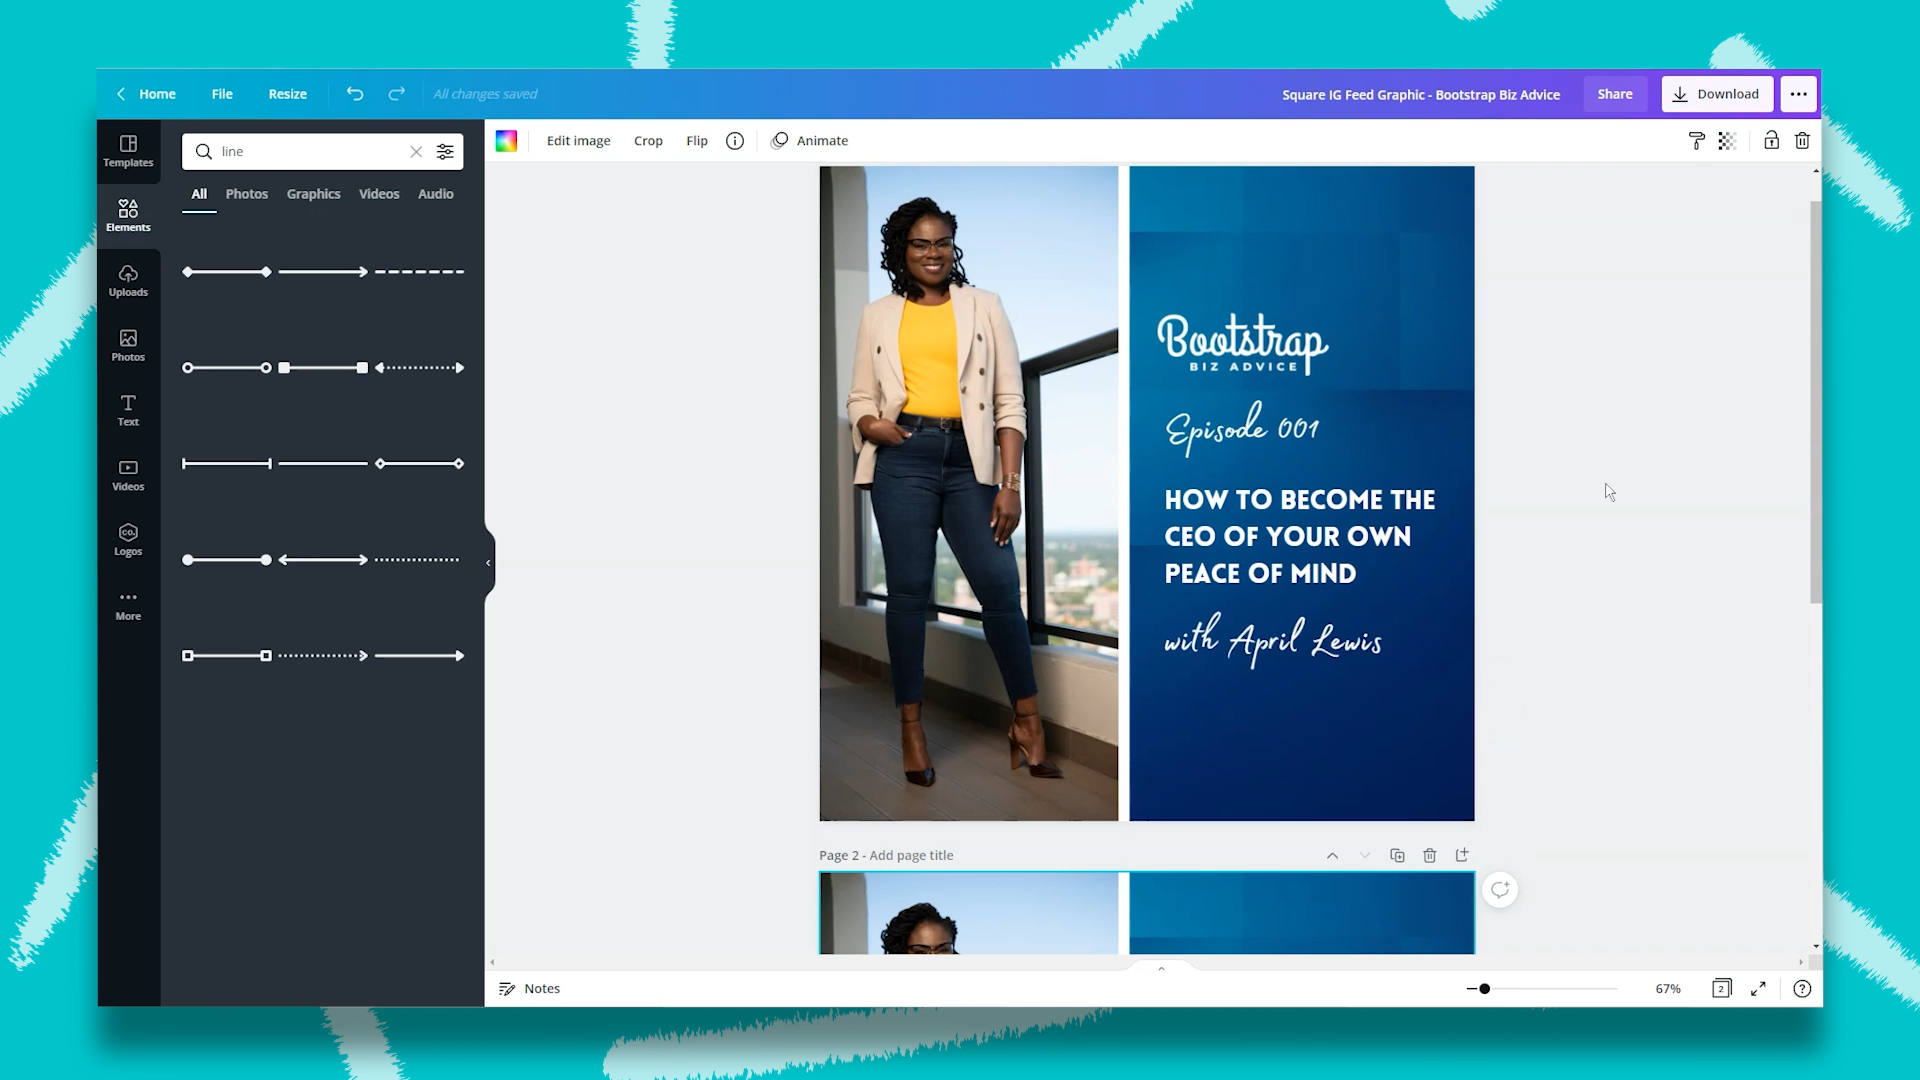 Home
File
Resize
All changes saved
Square IG Feed Graphic - Bootstrap Biz Advice
Share
Download
Templates
Elements
Uploads
Photos
Text
Videos
Logos
More
line
All
Photos
Graphics
Videos
Audio
Edit image
Crop
Flip
Animate
Bootstrap
BIZ ADVICE
Episode 001
HOW TO BECOME THE
CEO OF YOUR OWN
PEACE OF MIND
with April Lewis
Page 2 - Add page title
Notes
67%
2
CO.